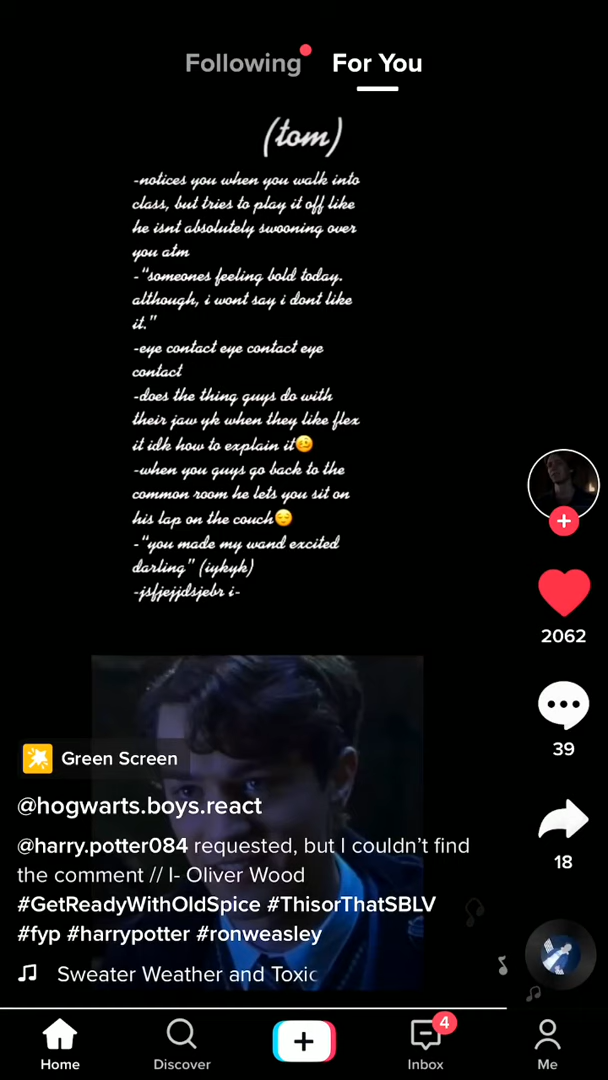 Following
For You
(tom)
-notices you when you walk into
class, but tries to play it off like
he isnt absolutely swooning over
you atm
-"someones feeling bold today.
although, i wont say i dont like
it."
-eye contact eye contact eye
contact
-does the thing guys do with
their jaw yk when they like flex
it idk how to explain it🥴
-when you guys go back to the
common room he lets you sit on
his lap on the couch😌
-"you made my wand excited
darling" (iykyk)
-jsfjejjdsjebr i-
2062
39
18
Green Screen
@hogwarts.boys.react
@harry.potter084 requested, but I couldn't find
the comment // I- Oliver Wood
#GetReadyWithOldSpice #ThisorThatSBLV
#fyp #harrypotter #ronweasley
Sweater Weather and Toxic
Home
Discover
4
Inbox
Me